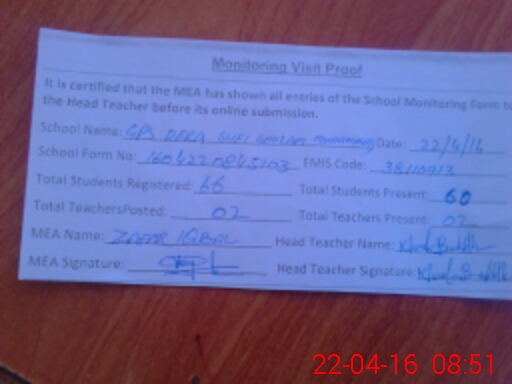 Monitoring Visit Proof
It is certified that the MEA has shown all entries of the School Monitoring Form to
the Head Teacher before its online submission.
School Name: GPS DERA SUFI GHULAM Date: 22/4/16
School Form No: EMIS Code:
Total Students Registered: 66 Total Students Present: 60
Total TeachersPosted: 02 Total Teachers Present: 02
MEA Name: ZAFAR IQBAL Head Teacher Name:
MEA Signature: Head Teacher Signature:
22-04-16 08:51